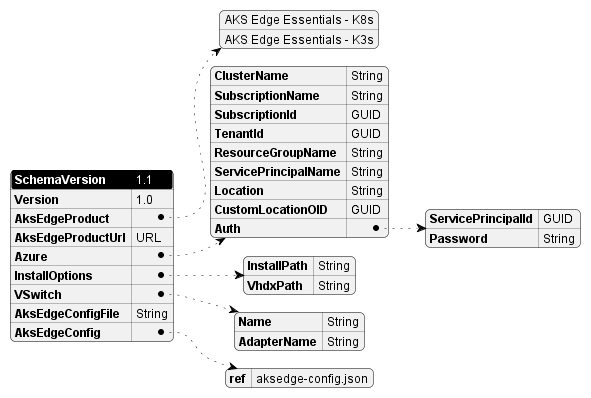 AKS Edge Essentials - K8s
AKS Edge Essentials - K3s
ClusterName String
SubscriptionName String
SubscriptionId GUID
TenantId GUID
ResourceGroupName String
ServicePrincipalName String
Location String
CustomLocationOID GUID
Auth
SchemaVersion 1.1
Version 1.0
AksEdgeProduct
AksEdgeProductUrl URL
Azure
InstallOptions
VSwitch
AksEdgeConfigFile String
AksEdgeConfig
ServicePrincipalId GUID
Password String
InstallPath String
VhdxPath String
Name String
AdapterName String
ref aksedge-config.json